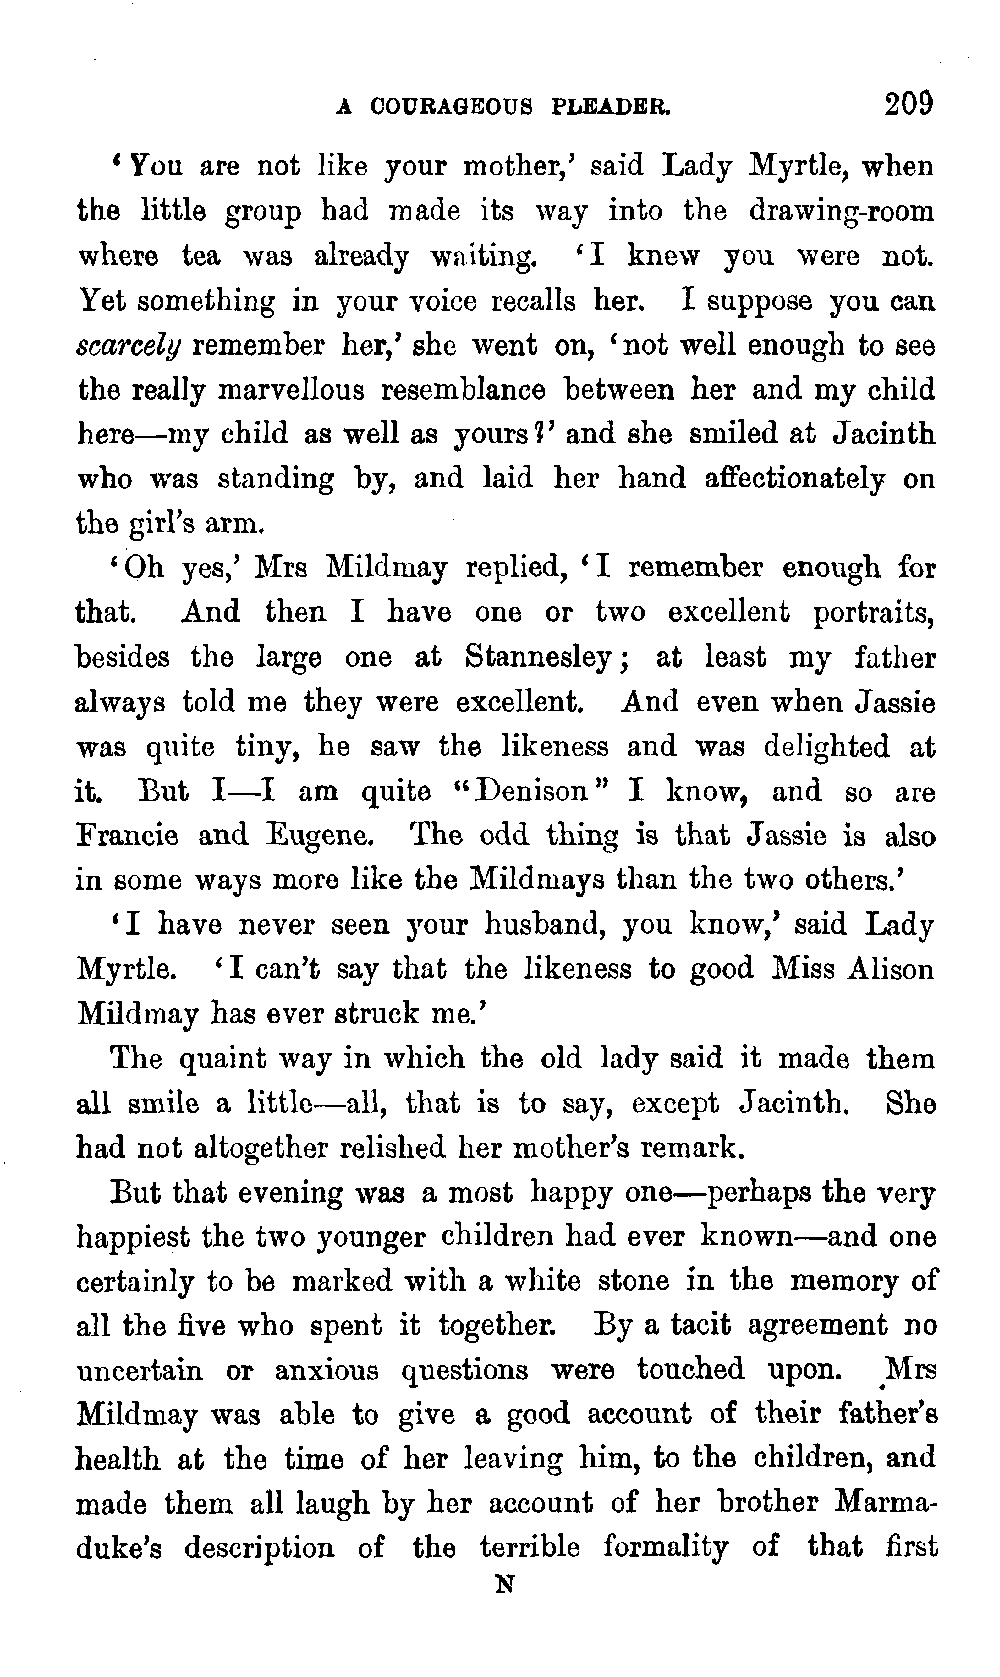 A COURAGEOUS PLEADER. 209
‘You are not like your mother,’ said Lady Myrtle, when
the little group had made its way into the drawing-room
where tea was already waiting. ‘I knew you were not.
Yet something in your voice recalls her. I suppose you can
scarcely remember her,’ she went on, ‘not well enough to see
the really marvellous resemblance between her and my child
here—my child as well as yours?’ and she smiled at Jacinth
who was standing by, and laid her hand affectionately on
the girl’s arm.
‘Oh yes,’ Mrs Mildmay replied, ‘I remember enough for
that. And then I have one or two excellent portraits,
besides the large one at Stannesley; at least my father
always told me they were excellent. And even when Jassie
was quite tiny, he saw the likeness and was delighted at
it. But I—I am quite “Denison” I know, and so are
Francie and Eugene. The odd thing is that Jassie is also
in some ways more like the Mildmays than the two others.’
‘I have never seen your husband, you know,’ said Lady
Myrtle. ‘I can’t say that the likeness to good Miss Alison
Mildmay has ever struck me.’
The quaint way in which the old lady said it made them
all smile a little—all, that is to say, except Jacinth. She
had not altogether relished her mother’s remark.
But that evening was a most happy one—perhaps the very
happiest the two younger children had ever known—and one
certainly to be marked with a white stone in the memory of
all the five who spent it together. By a tacit agreement no
uncertain or anxious questions were touched upon. Mrs
Mildmay was able to give a good account of their father’s
health at the time of her leaving him, to the children, and
made them all laugh by her account of her brother Marma-
duke’s description of the terrible formality of that first
N